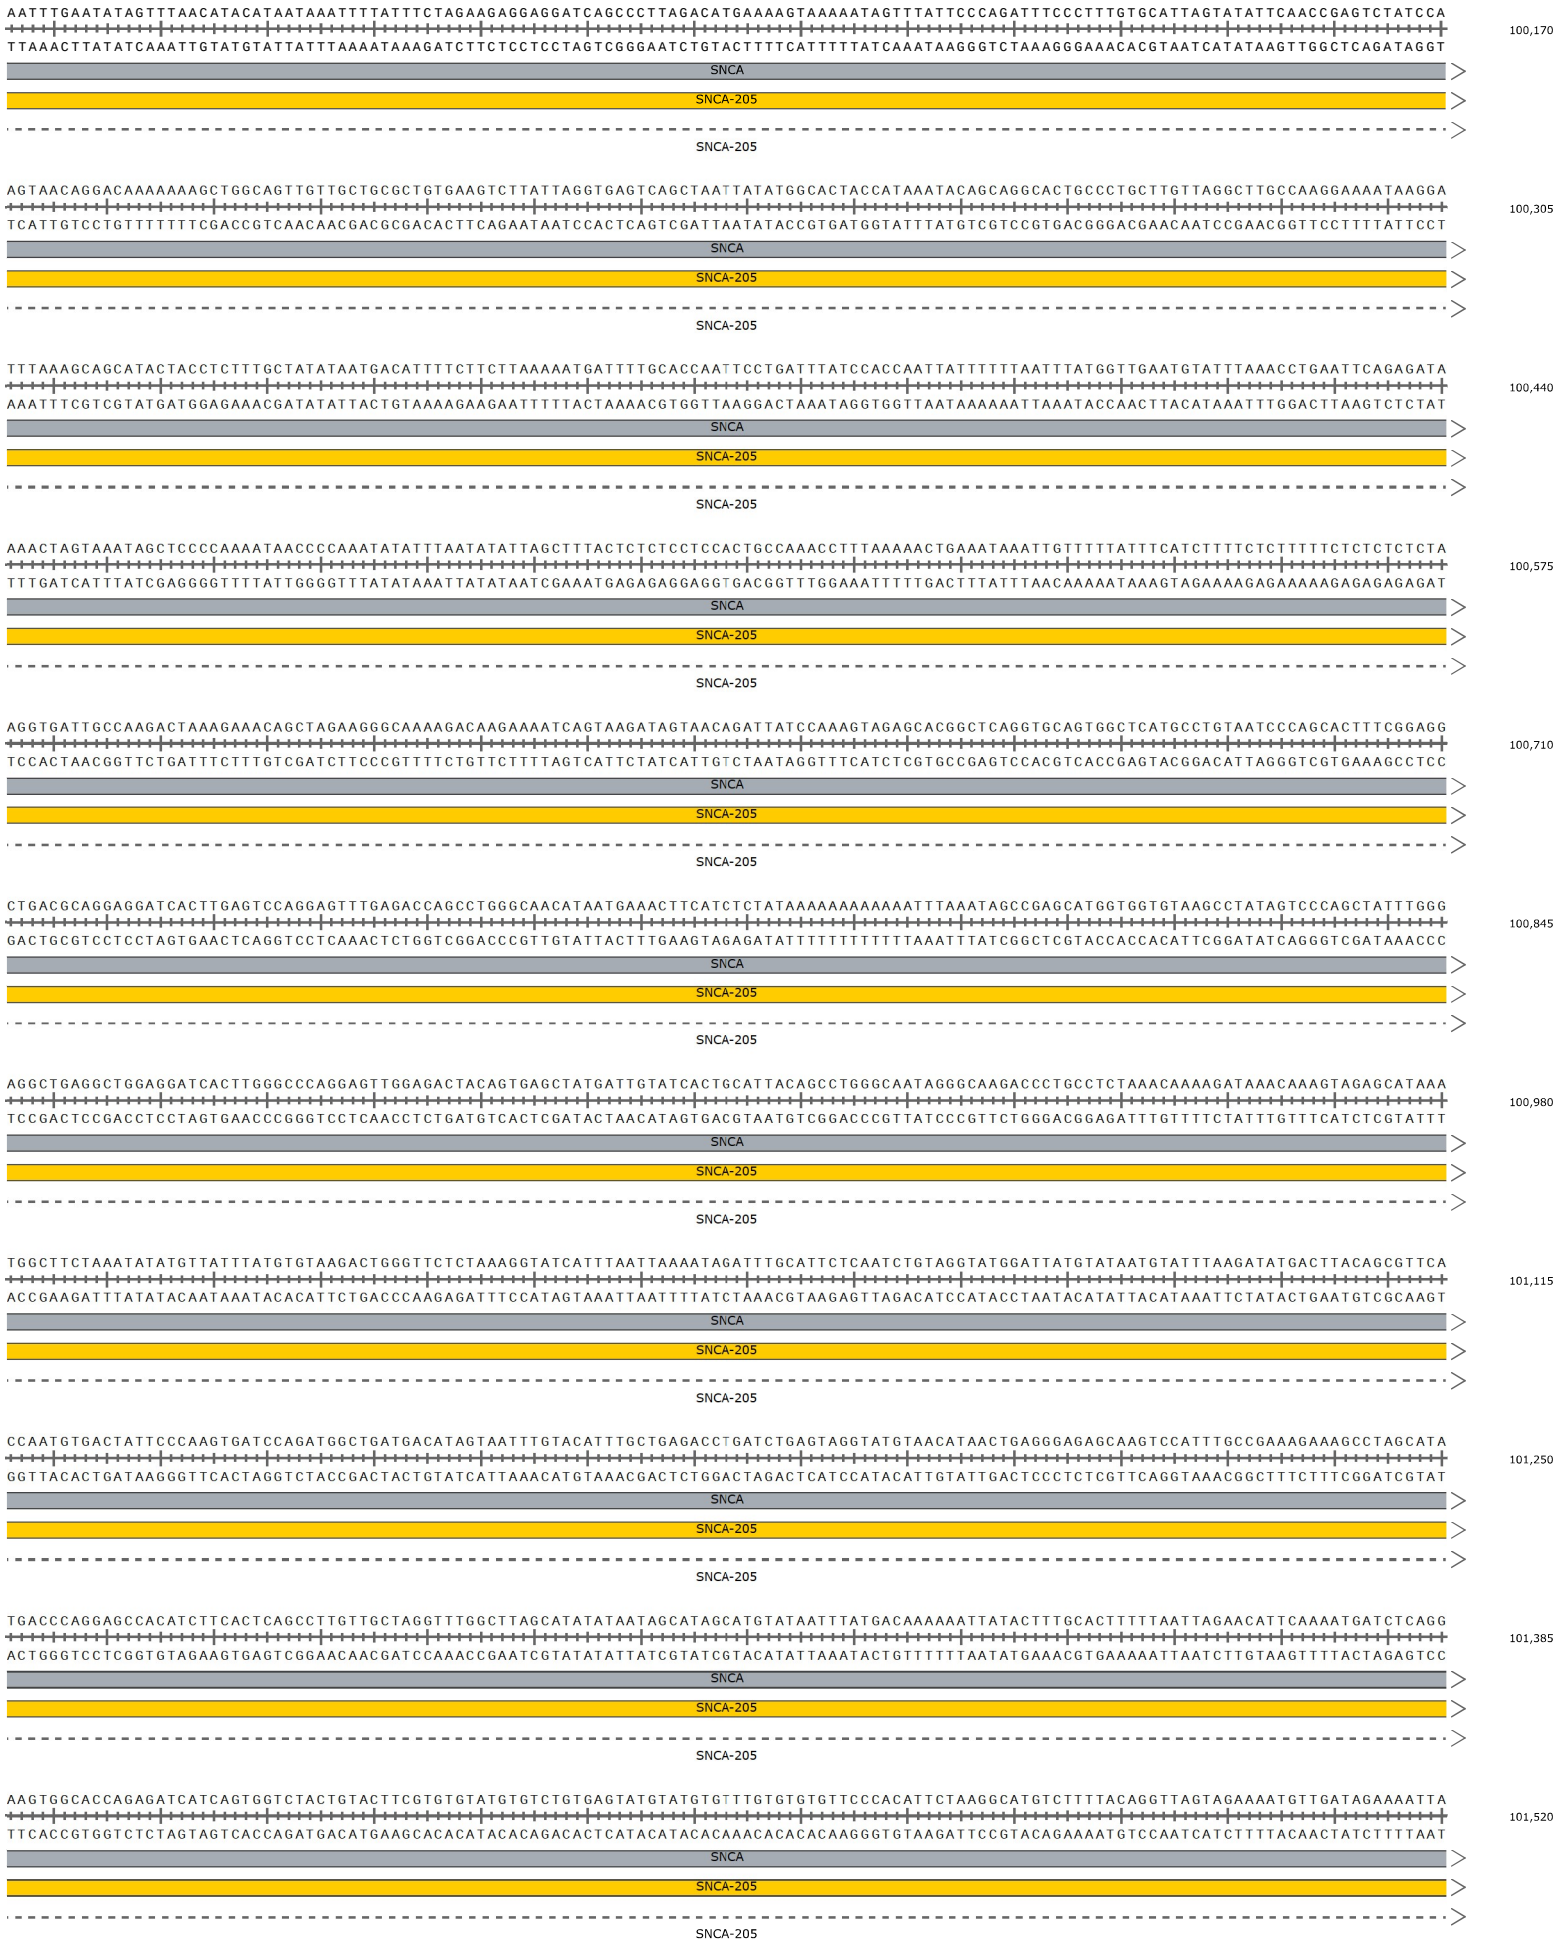 AATTTGAATATAGTTTAACATACATAATAAATTTTATTTCTAGAAGAGGAGGATCAGCCCTTAGACATGAAAAGTAAAAATAGTTTATTCCCAGATTTCCCTTTGTGCATTAGTATATTCAACCGAGTCTATCCA
100,170
TTAAACTTATATCAAATTGTATGTATTATTTAAAATAAAGATCTTCTCCTCCTAGTCGGGAATCTGTACTTTTCATTTTTATCAAATAAGGGTCTAAAGGGAAACACGTAATCATATAAGTTGGCTCAGATAGGT
SNCA
SNCA-205
SNCA-205
AGTAACAGGACAAAAAAAGCTGGCAGTTGTTGCTGCGCTGTGAAGTCTTATTAGGTGAGTCAGCTAATTATATGGCACTACCATAAATACAGCAGGCACTGCCCTGCTTGTTAGGCTTGCCAAGGAAAATAAGGA
100,305
TCATTGTCCTGTTTTTTTCGACCGTCAACAACGACGCGACACTTCAGAATAATCCACTCAGTCGATTAATATACCGTGATGGTATTTATGTCGTCCGTGACGGGACGAACAATCCGAACGGTTCCTTTTATTCCT
SNCA
SNCA-205
SNCA-205
TTTAAAGCAGCATACTACCTCTTTGCTATATAATGACATTTTCTTCTTAAAAATGATTTTGCACCAATTCCTGATTTATCCACCAATTATTTTTTAATTTATGGTTGAATGTATTTAAACCTGAATTCAGAGATA
100,440
AAATTTCGTCGTATGATGGAGAAACGATATATTACTGTAAAAGAAGAATTTTTACTAAAACGTGGTTAAGGACTAAATAGGTGGTTAATAAAAAATTAAATACCAACTTACATAAATTTGGACTTAAGTCTCTAT
SNCA
SNCA-205
SNCA-205
AAACTAGTAAATAGCTCCCCAAAATAACCCCAAATATATTTAATATATTAGCTTTACTCTCTCCTCCACTGCCAAACCTTTAAAAACTGAAATAAATTGTTTTTATTTCATCTTTTCTCTTTTTCTCTCTCTCTA
100,575
TTTGATCATTTATCGAGGGGTTTTATTGGGGTTTATATAAATTATATAATCGAAATGAGAGAGGAGGTGACGGTTTGGAAATTTTTGACTTTATTTAACAAAAATAAAGTAGAAAAGAGAAAAAGAGAGAGAGAT
SNCA
SNCA-205
SNCA-205
AGGTGATTGCCAAGACTAAAGAAACAGCTAGAAGGGCAAAAGACAAGAAAATCAGTAAGATAGTAACAGATTATCCAAAGTAGAGCACGGCTCAGGTGCAGTGGCTCATGCCTGTAATCCCAGCACTTTCGGAGG
100,710
TCCACTAACGGTTCTGATTTCTTTGTCGATCTTCCCGTTTTCTGTTCTTTTAGTCATTCTATCATTGTCTAATAGGTTTCATCTCGTGCCGAGTCCACGTCACCGAGTACGGACATTAGGGTCGTGAAAGCCTCC
SNCA
SNCA-205
SNCA-205
CTGACGCAGGAGGATCACTTGAGTCCAGGAGTTTGAGACCAGCCTGGGCAACATAATGAAACTTCATCTCTATAAAAAAAAAAAAATTTAAATAGCCGAGCATGGTGGTGTAAGCCTATAGTCCCAGCTATTTGGG
100,845
GACTGCGTCCTCCTAGTGAACTCAGGTCCTCAAACTCTGGTCGGACCCGTTGTATTACTTTGAAGTAGAGATATTTTTTTTTTTTTAAATTTATCGGCTCGTACCACCACATTCGGATATCAGGGTCGATAAACCC
SNCA
SNCA-205
SNCA-205
AGGCTGAGGCTGGAGGATCACTTGGGCCCAGGAGTTGGAGACTACAGTGAGCTATGATTGTATCACTGCATTACAGCCTGGGCAATAGGGCAAGACCCTGCCTCTAAACAAAAGATAAACAAAGTAGAGCATAAA
100,980
TCCGACTCCGACCTCCTAGTGAACCCGGGTCCTCAACCTCTGATGTCACTCGATACTAACATAGTGACGTAATGTCGGACCCGTTATCCCGTTCTGGGACGGAGATTTGTTTTCTATTTGTTTCATCTCGTATTT
SNCA
SNCA-205
SNCA-205
TGGCTTCTAAATATATGTTATTTATGTGTAAGACTGGGTTCTCTAAAGGTATCATTTAATTAAAATAGATTTGCATTCTCAATCTGTAGGTATGGATTATGTATAATGTATTTAAGATATGACTTACAGCGTTCA
101,115
ACCGAAGATTTATATACAATAAATACACATTCTGACCCAAGAGATTTCCATAGTAAATTAATTTTATCTAAACGTAAGAGTTAGACATCCATACCTAATACATATTACATAAATTCTATACTGAATGTCGCAAGT
SNCA
SNCA-205
SNCA-205
CCAATGTGACTATTCCCAAGTGATCCAGATGGCTGATGACATAGTAATTTGTACATTTGCTGAGACCTGATCTGAGTAGGTATGTAACATAACTGAGGGAGAGCAAGTCCATTTGCCGAAAGAAAGCCTAGCATA
101,250
GGTTACACTGATAAGGGTTCACTAGGTCTACCGACTACTGTATCATTAAACATGTAAACGACTCTGGACTAGACTCATCCATACATTGTATTGACTCCCTCTCGTTCAGGTAAACGGCTTTCTTTCGGATCGTAT
SNCA
SNCA-205
SNCA-205
TGACCCAGGAGCCACATCTTCACTCAGCCTTGTTGCTAGGTTTGGCTTAGCATATATAATAGCATAGCATGTATAATTTATGACAAAAAATTATACTTTGCACTTTTTAATTAGAACATTCAAAATGATCTCAGG
101,385
ACTGGGTCCTCGGTGTAGAAGTGAGTCGGAACAACGATCCAAACCGAATCGTATATATTATCGTATCGTACATATTAAATACTGTTTTTTAATATGAAACGTGAAAAATTAATCTTGTAAGTTTTACTAGAGTCC
SNCA
SNCA-205
SNCA-205
AAGTGGCACCAGAGATCATCAGTGGTCTACTGTACTTCGTGTGTATGTGTCTGTGAGTATGTATGTGTGTTTGTGTGTGTTCCCACATTCTAAGGCATGTCTTTTACAGGTTAGTAGAAAATGTTGATAGAAAATTA
101,520
TTCACCGTGGTCTCTAGTAGTCACCAGATGACATGAAGCACACATACACAGACACTCATACATACACAAACACACACAAGGGTGTAAGATTCCGTACAGAAAATGTCCAATCATCTTTTACAACTATCTTTTAAT
SNCA
SNCA-205
SNCA-205